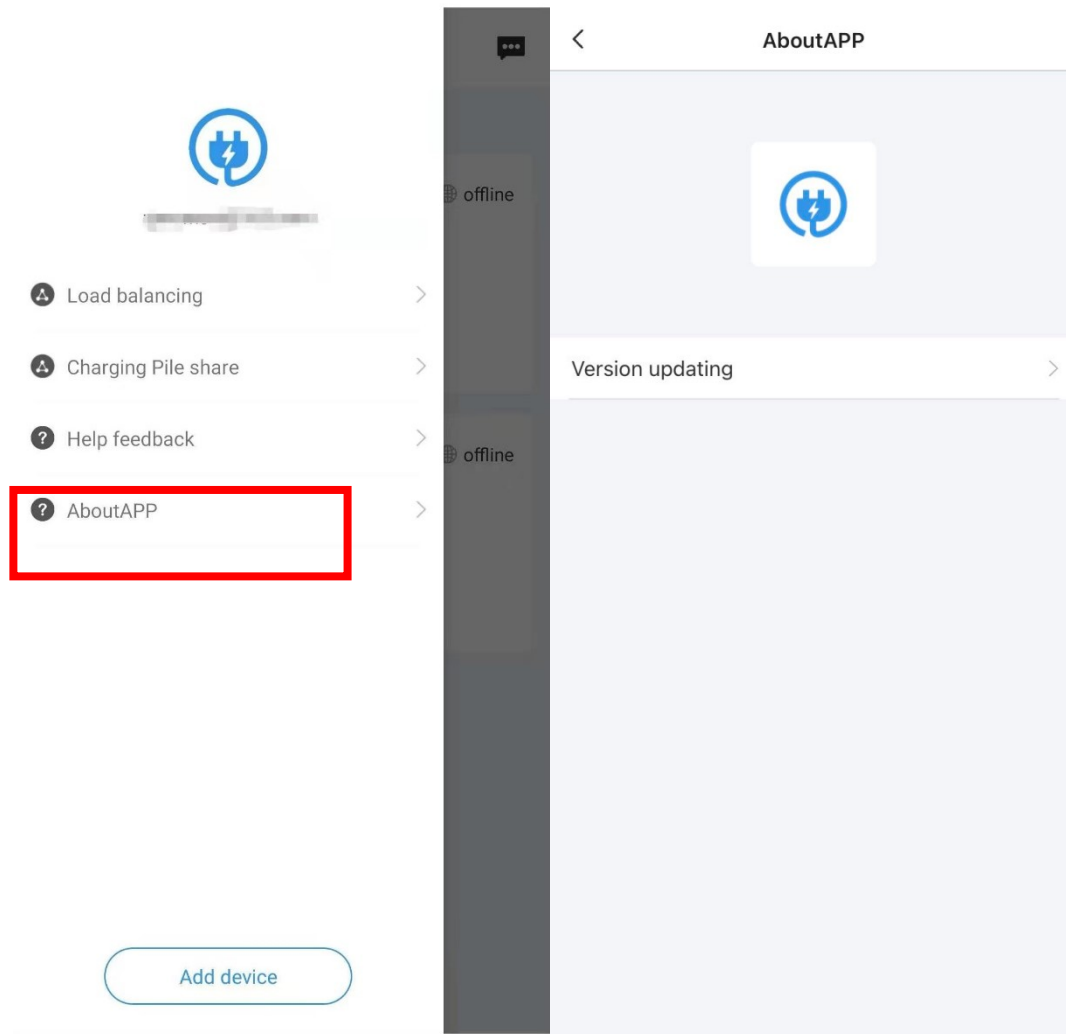 offline
Load balancing
Charging Pile share
Help feedback
offline
AboutAPP
Add device
AboutAPP
Version updating